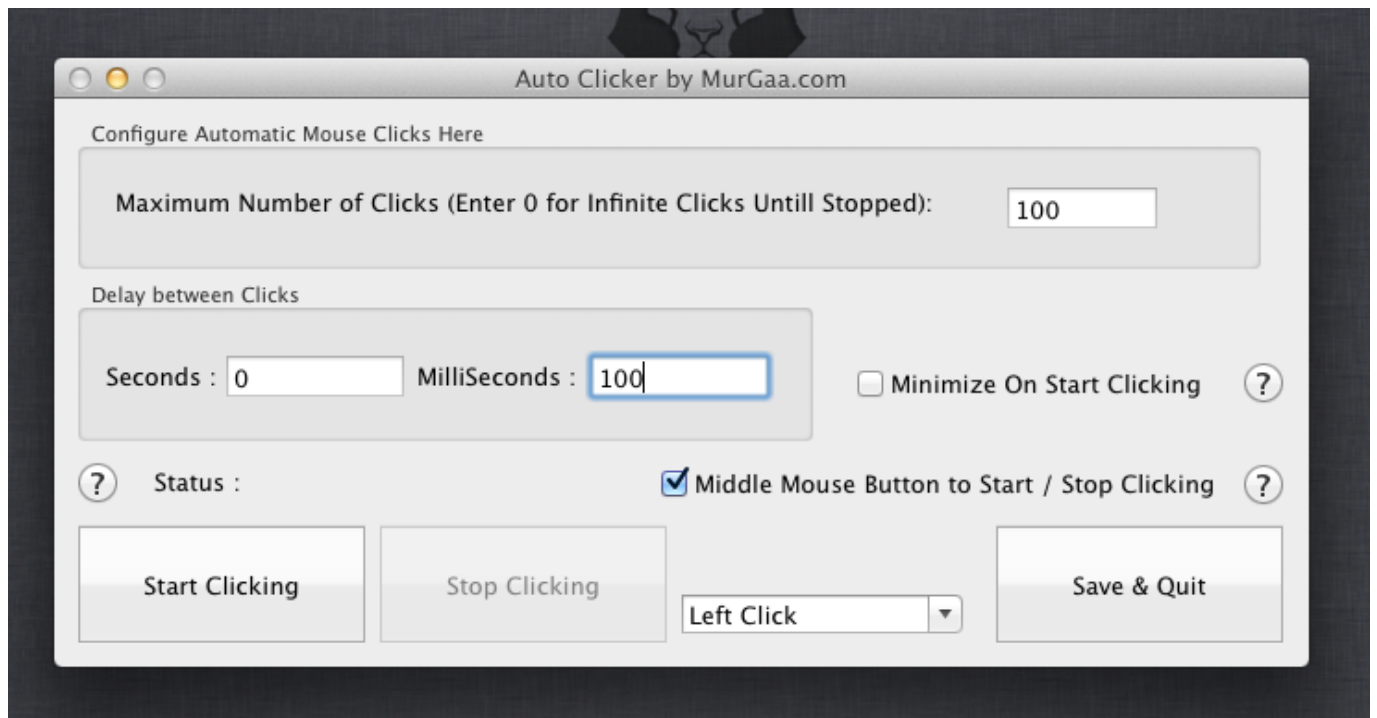 Auto Clicker by MurGaa.com
Configure Automatic Mouse Clicks Here
Maximum Number of Clicks (Enter 0 for Infinite Clicks Untill Stopped): 100
Delay between Clicks
Seconds : 0 MilliSeconds : 100
Minimize On Start Clicking ?
? Status :
Middle Mouse Button to Start / Stop Clicking ?
Start Clicking
Stop Clicking
Left Click
Save & Quit